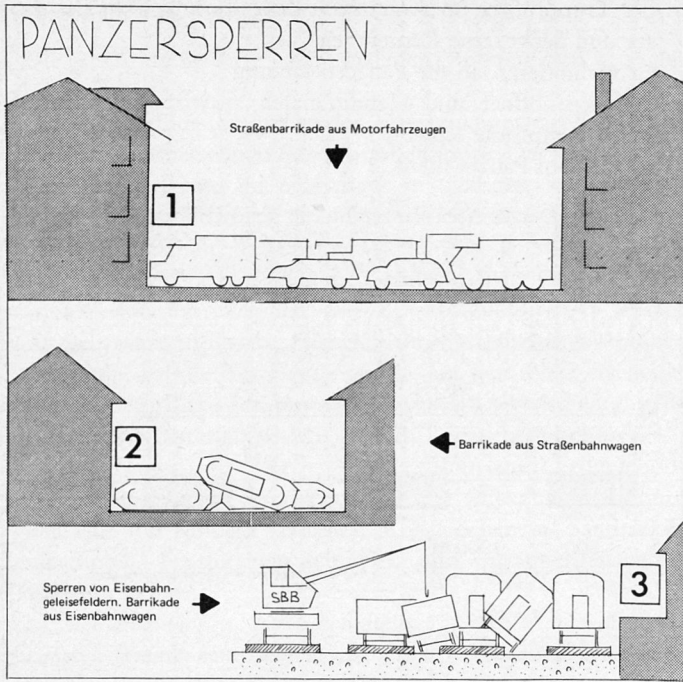 PANZERSPERREN
Straßenbarrikade aus Motorfahrzeugen
1
2
Barrikade aus Straßenbahnwagen
Sperren von Eisenbahn-
geleisefeldern. Barrikade
aus Eisenbahnwagen
SBB
3